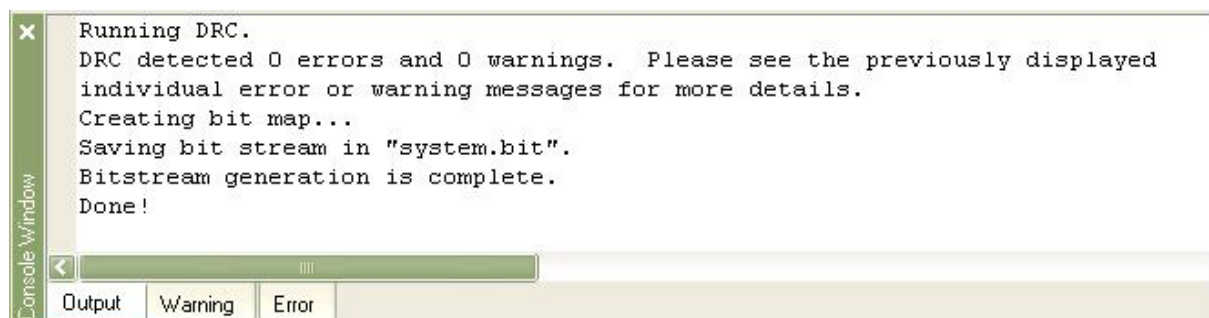 Running DRC.
DRC detected 0 errors and 0 warnings.  Please see the previously displayed
individual error or warning messages for more details.
Creating bit map...
Saving bit stream in "system.bit".
Bitstream generation is complete.
Done!
Console Window
Output Warning Error